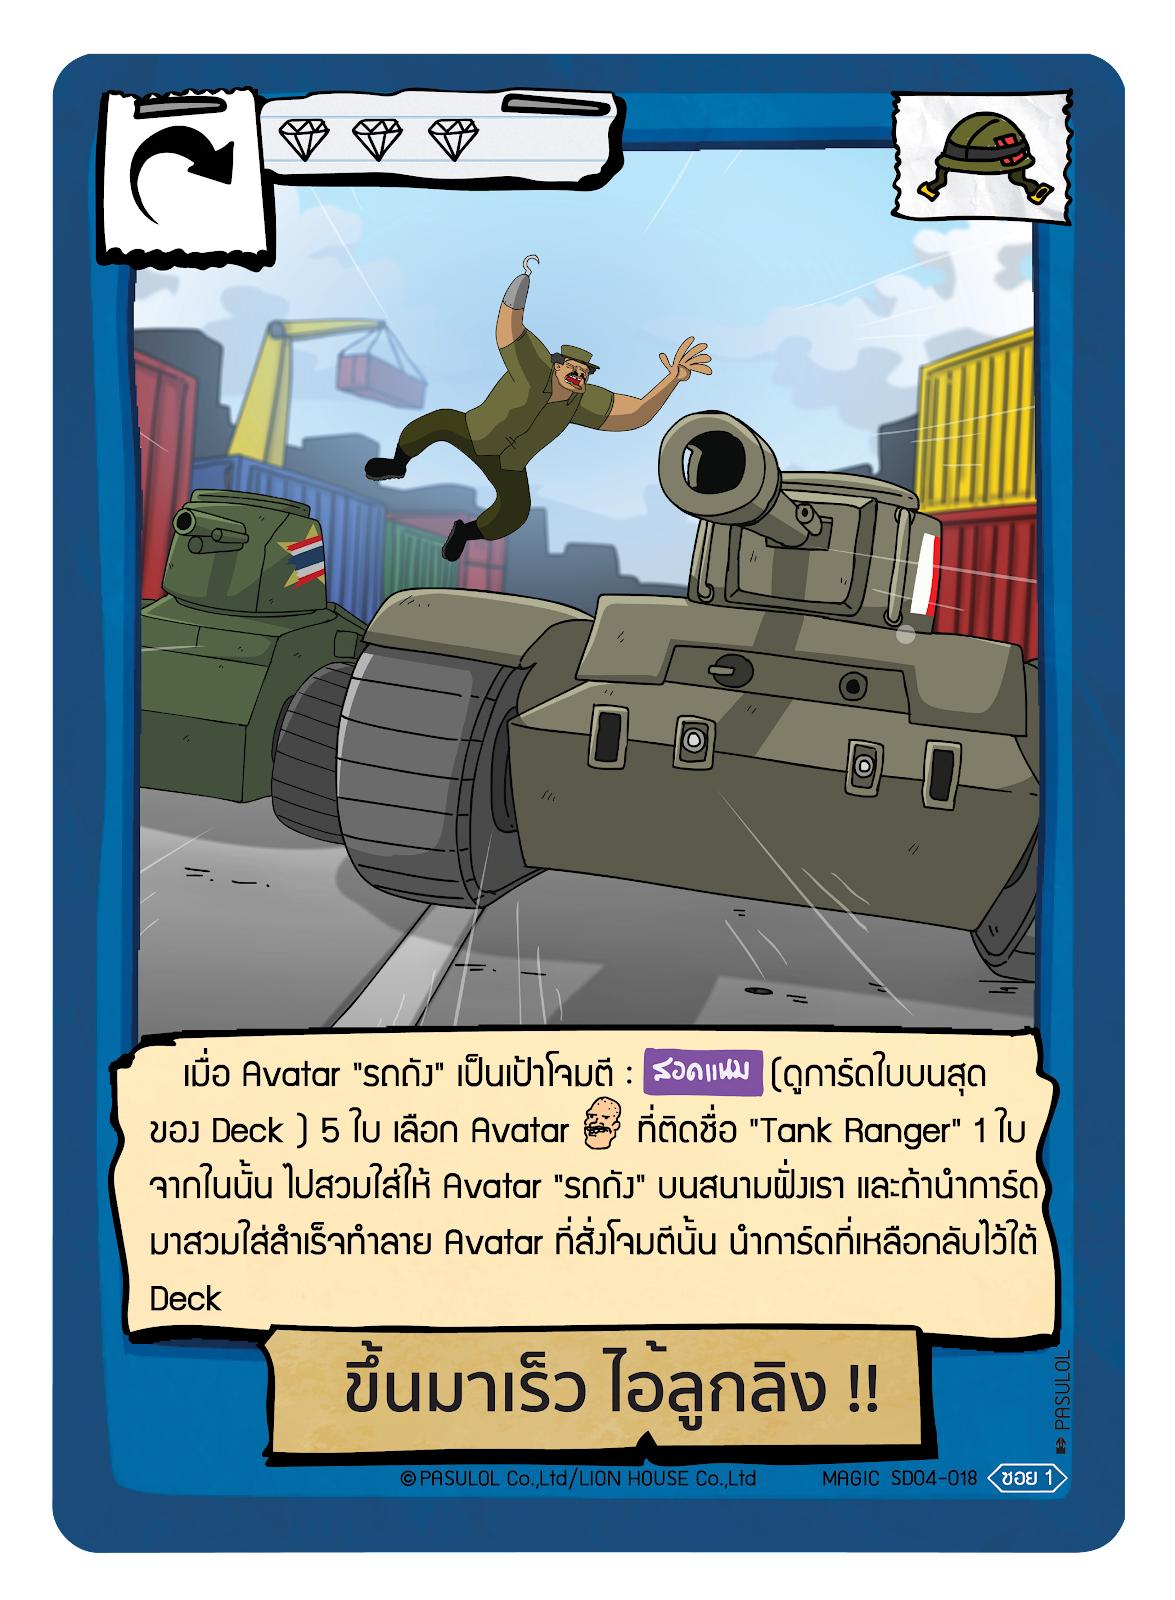 เมื่อ Avatar "รถถัง" เป็นเป้าโจมตี : สอดแนม (ดูการ์ดใบบนสุด
ของ Deck ) 5 ใบ เลือก Avatar ที่ติดชื่อ "Tank Ranger" 1 ใบ
จากในนั้น ไปสวมใส่ให้ Avatar "รถถัง" บนสนามฝั่งเรา และถ้านำการ์ด
มาสวมใส่สำเร็จทำลาย Avatar ที่สั่งโจมตีนั้น นำการ์ดที่เหลือกลับไว้ใต้
Deck
ขึ้นมาเร็ว ไอ้ลูกลิง !!
PASULOL
©PASULOL Co.,Ltd/LION HOUSE Co.,Ltd MAGIC SD04-018 ซอย 1